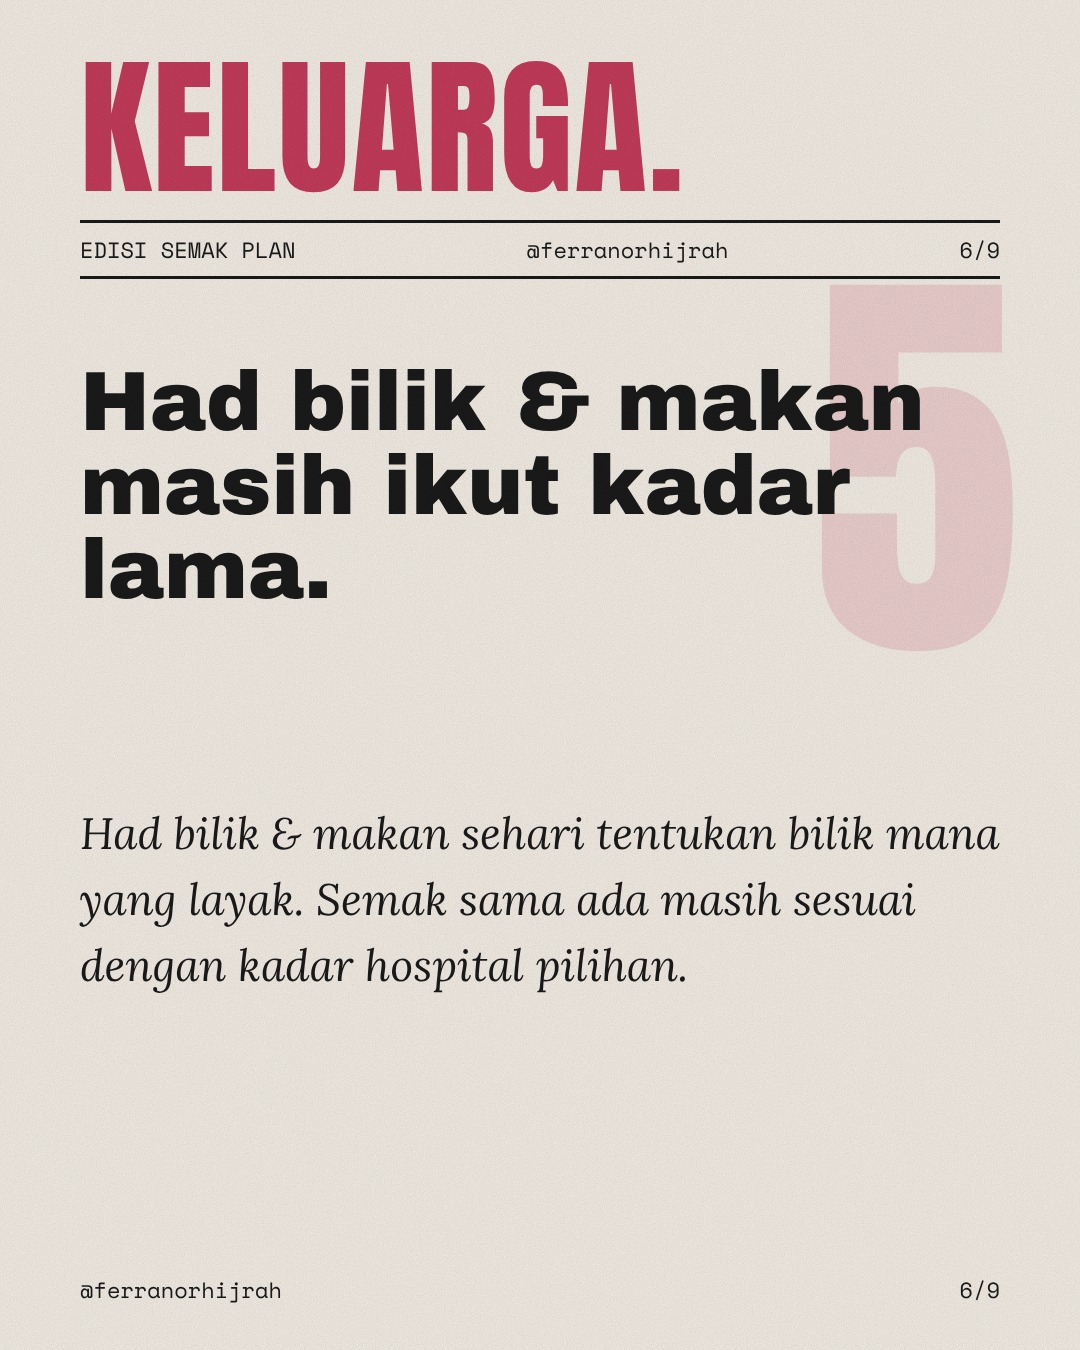 KELUARGA.
EDISI SEMAK PLAN @ferranorhijrah 6/9
5
Had bilik & makan
masih ikut kadar
lama.
Had bilik & makan sehari tentukan bilik mana
yang layak. Semak sama ada masih sesuai
dengan kadar hospital pilihan.
@ferranorhijrah 6/9